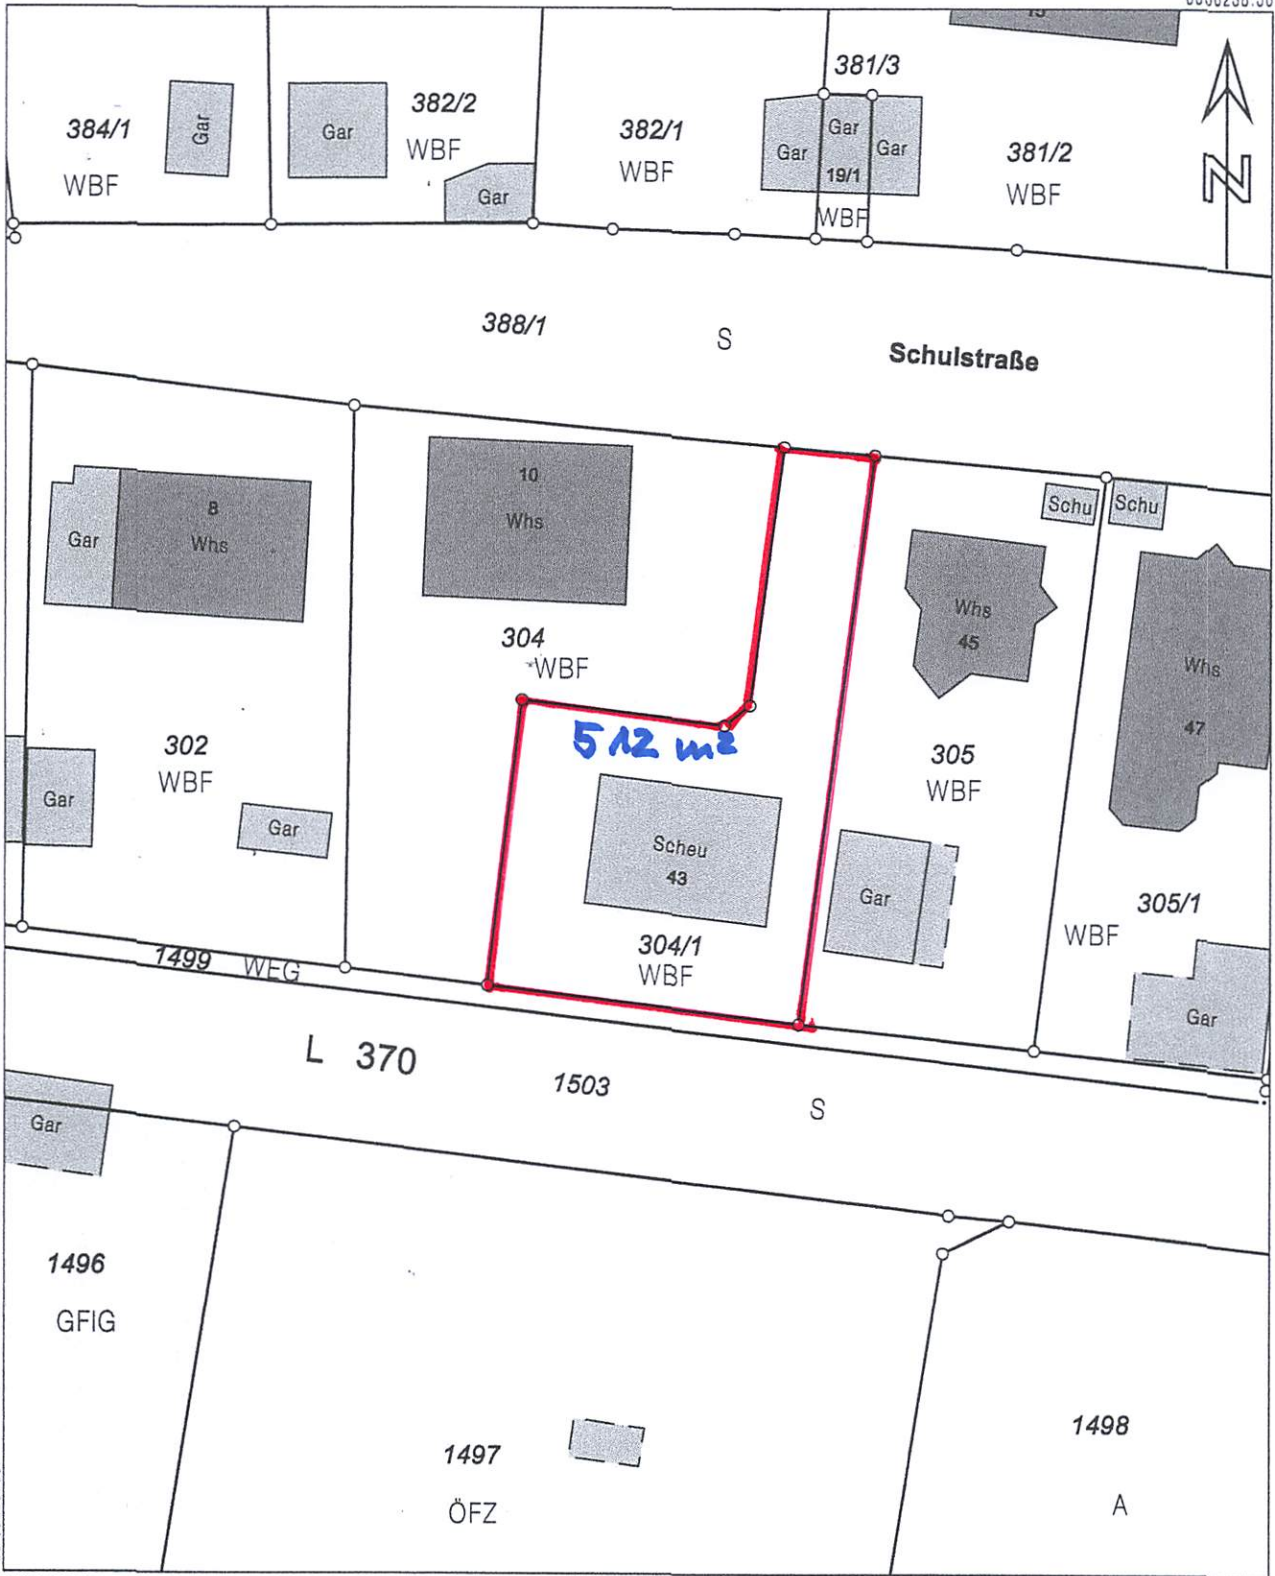 381/3
384/1
Gar
WBF
Gar
382/2
WBF
Gar
382/1
WBF
Gar
Gar
Gar
19/1
WBF
381/2
WBF
N
388/1
S
Schulstraße
Gar
8
Whs
10
Whs
Schu
Schu
Whs
45
Whs
47
304
WBF
512 m²
302
WBF
305
WBF
Gar
Gar
Scheu
43
Gar
304/1
WBF
305/1
WBF
Gar
1499 WEG
L 370
1503
S
Gar
1496
GFIG
1497
ÖFZ
1498
A